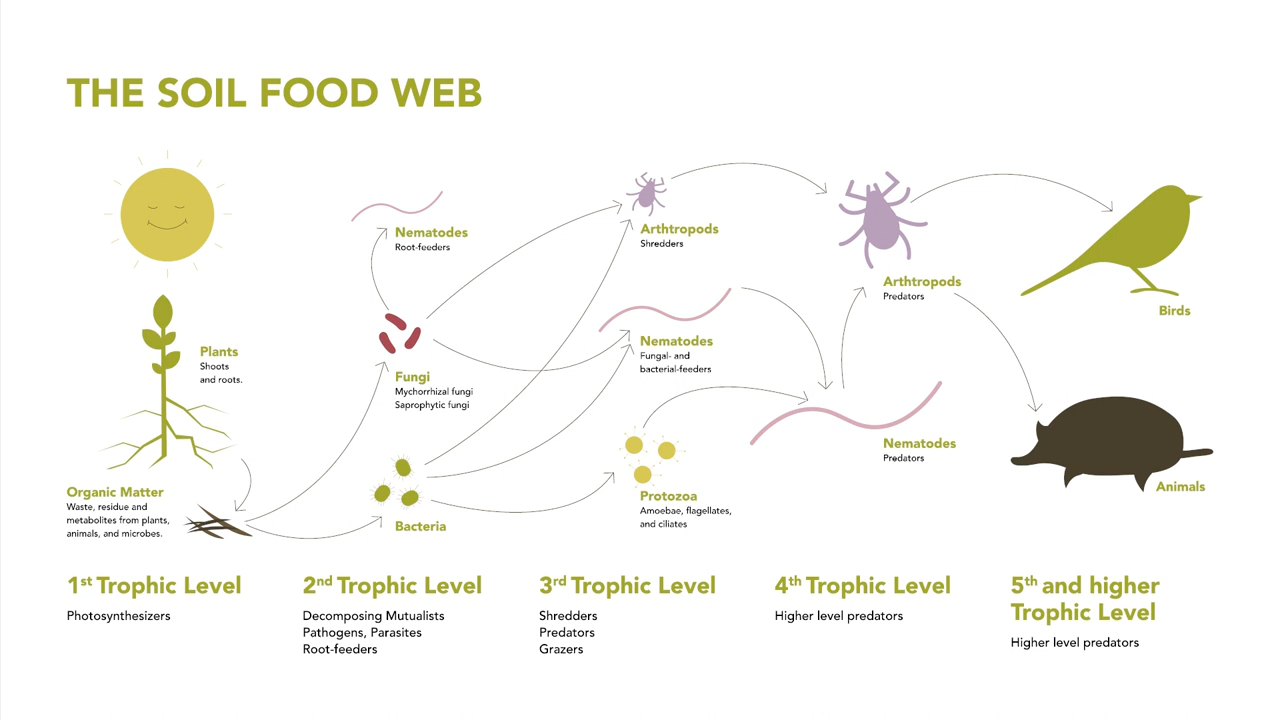 THE SOIL FOOD WEB
Nematodes
Root-feeders
Arthtropods
Shredders
Arthtropods
Predators
Birds
Plants
Shoots
and roots.
Fungi
Mychorrhizal fungi
Saprophytic fungi
Nematodes
Fungal- and
bacterial-feeders
Nematodes
Predators
Organic Matter
Waste, residue and
metabolites from plants,
animals, and microbes.
Bacteria
Protozoa
Amoebae, flagellates,
and ciliates
Animals
1st Trophic Level
Photosynthesizers
2nd Trophic Level
Decomposing Mutualists
Pathogens, Parasites
Root-feeders
3rd Trophic Level
Shredders
Predators
Grazers
4th Trophic Level
Higher level predators
5th and higher
Trophic Level
Higher level predators